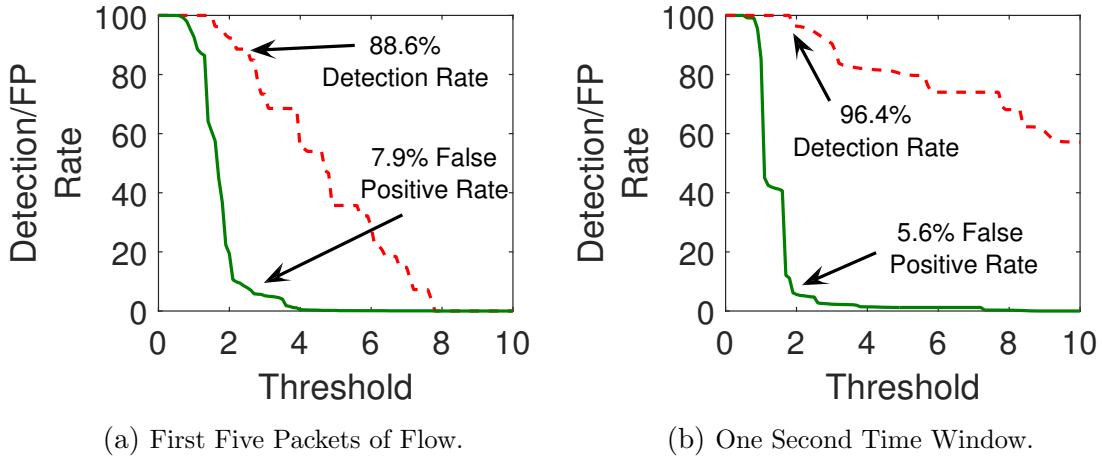 100
80
60
40
20
0
0 2 4 6 8 10
Detection/FP
Rate
Threshold
88.6%
Detection Rate
7.9% False
Positive Rate
(a) First Five Packets of Flow.
100
80
60
40
20
0
0 2 4 6 8 10
Detection/FP
Rate
Threshold
96.4%
Detection Rate
5.6% False
Positive Rate
(b) One Second Time Window.